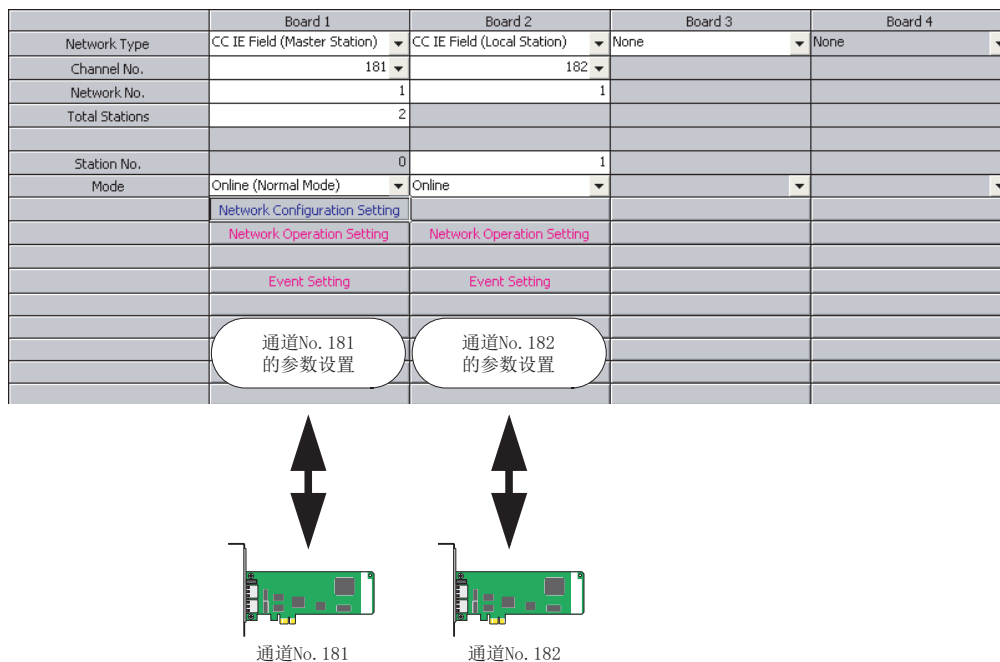 Board 1 Board 2 Board 3 Board 4
Network Type CC IE Field (Master Station) CC IE Field (Local Station) None None
Channel No. 181 182
Network No. 1 1
Total Stations 2
Station No. 0 1
Mode Online (Normal Mode) Online
Network Configuration Setting
Network Operation Setting Network Operation Setting
Event Setting Event Setting
通道No. 181 通道No. 182
的参数设置 的参数设置
通道No. 181 通道No. 182